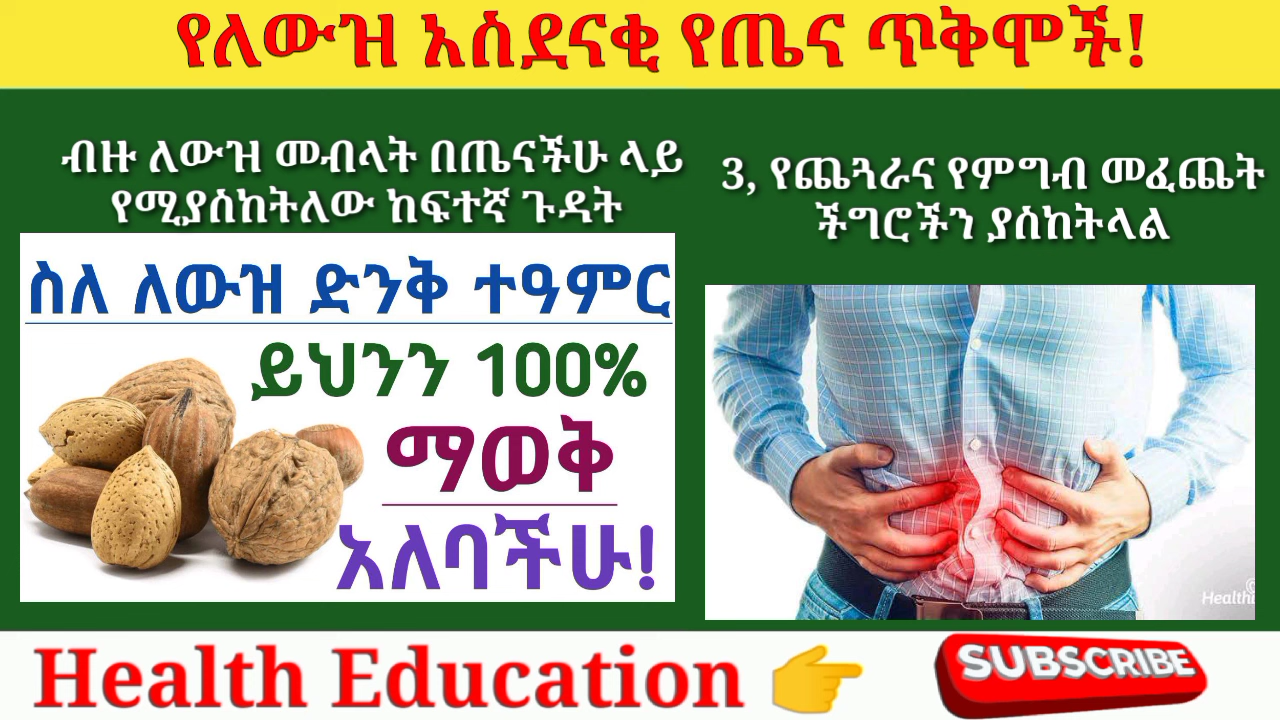 የለውዝ አስደናቂ የጤና ጥቅሞች!
ብዙ ለውዝ መብላት በጤናችሁ ላይ
የሚያስከትለው ከፍተኛ ጉዳት
ስለ ለውዝ ድንቅ ተዓምር
ይህንን 100%
ማወቅ
አለባችሁ!
3, የጨጓራና የምግብ መፈጨት
ችግሮችን ያስከትላል
Health Education
SUBSCRIBE